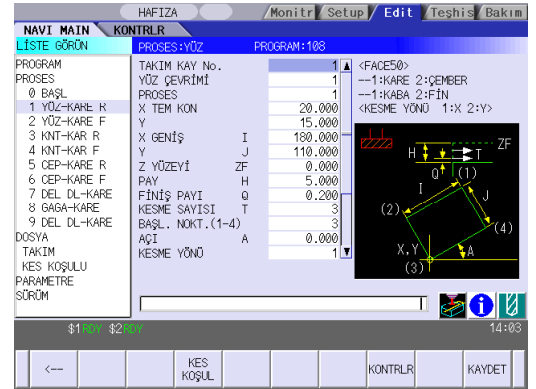 HAFIZA Monitr Setup Edit Teşhis Bakım
NAVI MAIN KONTRLR
LİSTE GÖRÜN
PROSES:YÜZ PROGRAM:108
PROGRAM
PROSES
0 BAŞL
1 YÜZ-KARE R
2 YÜZ-KARE F
3 KNT-KAR R
4 KNT-KAR F
5 CEP-KARE R
6 CEP-KARE F
7 DEL DL-KARE
8 GAGA-KARE
9 DEL DL-KARE
DOSYA
TAKIM
KES KOŞULU
PARAMETRE
SÜRÜM
TAKIM KAY No. 1
YÜZ ÇEVRİMİ 1
PROSES 1
X TEM KON 20.000
Y 15.000
X GENİŞ I 180.000
Y J 110.000
Z YÜZEYİ ZF 0.000
PAY H 5.000
FİNİŞ PAYI Q 0.200
KESME SAYISI T 3
BAŞL. NOKT.(1-4) 3
AÇI A 0.000
KESME YÖNÜ 1
<FACE50>
--1:KARE 2:ÇEMBER
--1:KABA 2:FİN
<KESME YÖNÜ 1:X 2:Y>
ZF
H
T
Q
(1)
I
J
(2)
(4)
X,Y
A
(3)
$1 RDY $2 RDY 14:03
<--
KES KOŞUL
KONTRLR
KAYDET